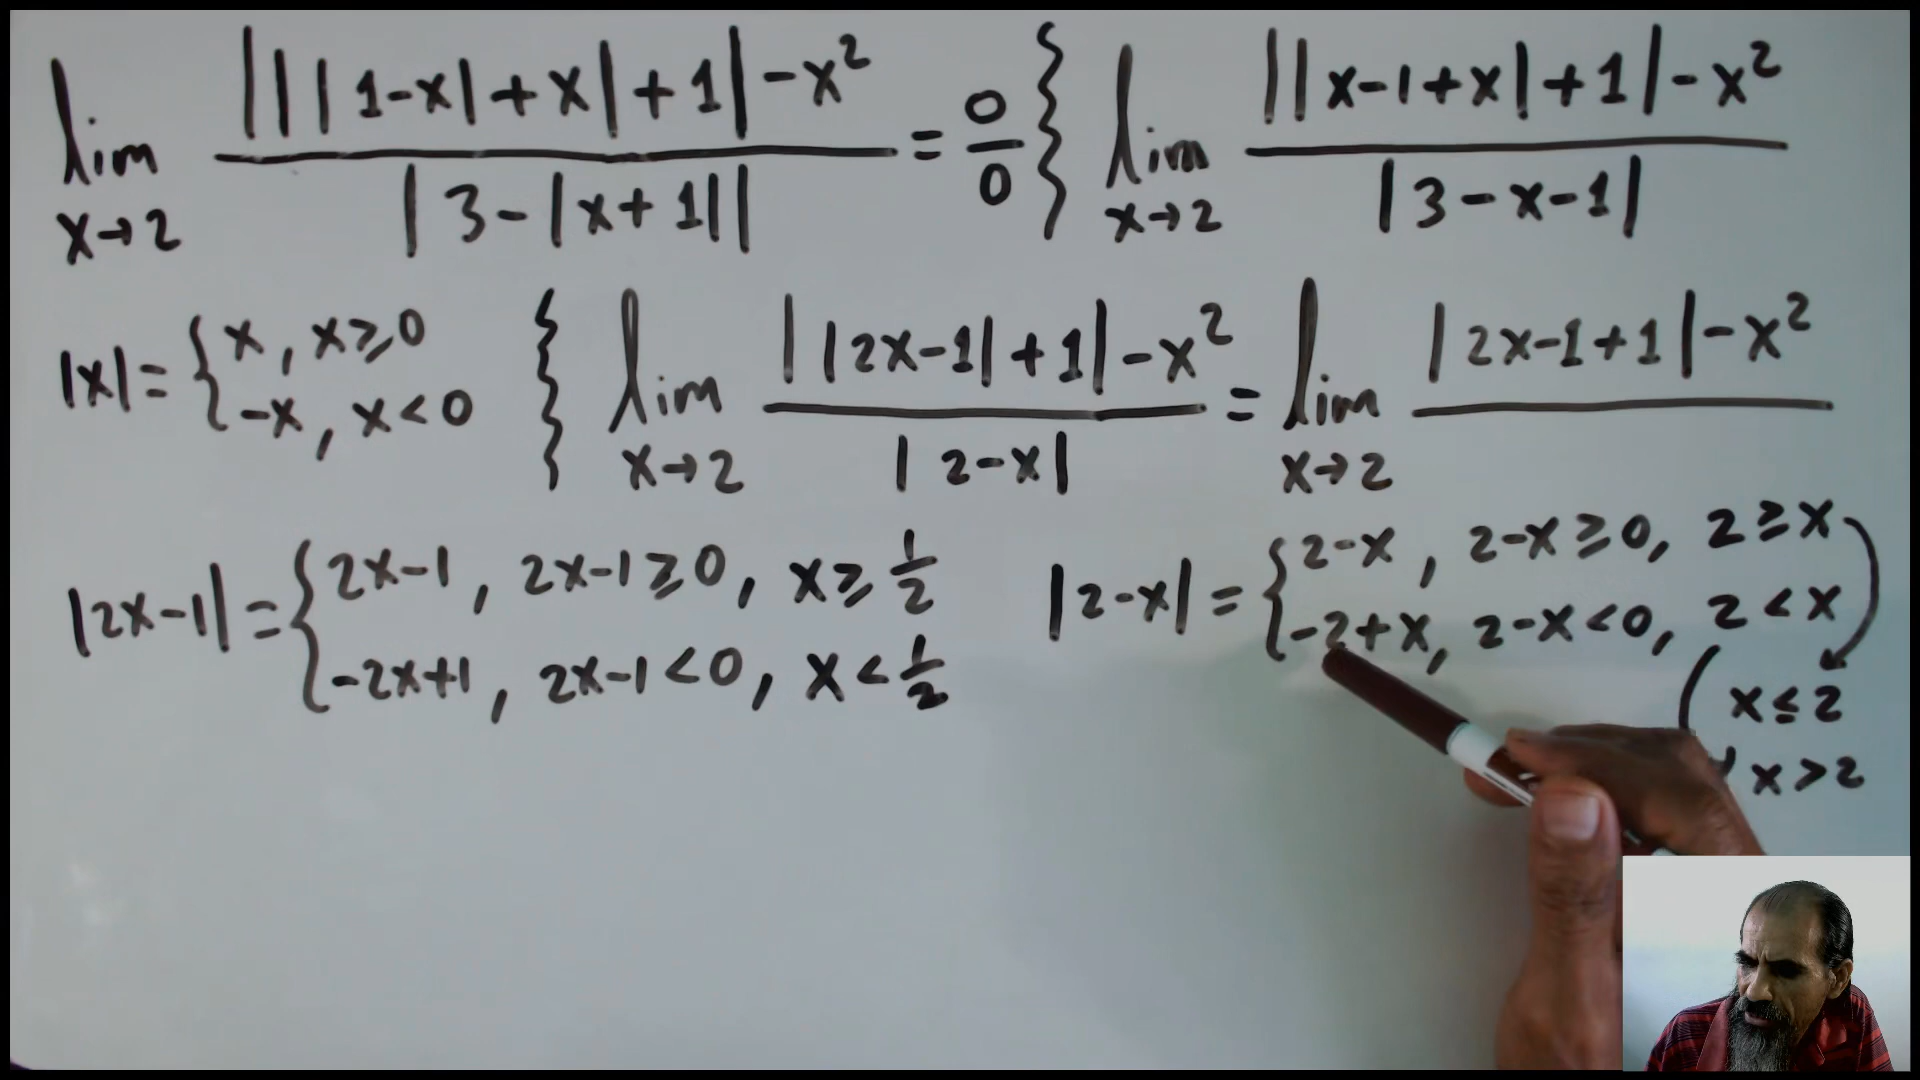 lim x→2 ||||1-x|+x|+1|-x² / |3-|x+1|| = 0/0 { lim x→2 |||x-1+x|+1|-x² / |3-x-1|
|x| = { x, x≥0
-x, x<0
{ lim x→2 ||2x-1|+1|-x² / |2-x| = lim x→2 |2x-1+1|-x²
|2x-1| = { 2x-1, 2x-1≥0, x≥1/2
-2x+1, 2x-1<0, x<1/2
|2-x| = { 2-x, 2-x≥0, 2≥x
-2+x, 2-x<0, 2<x
x≤2
x>2